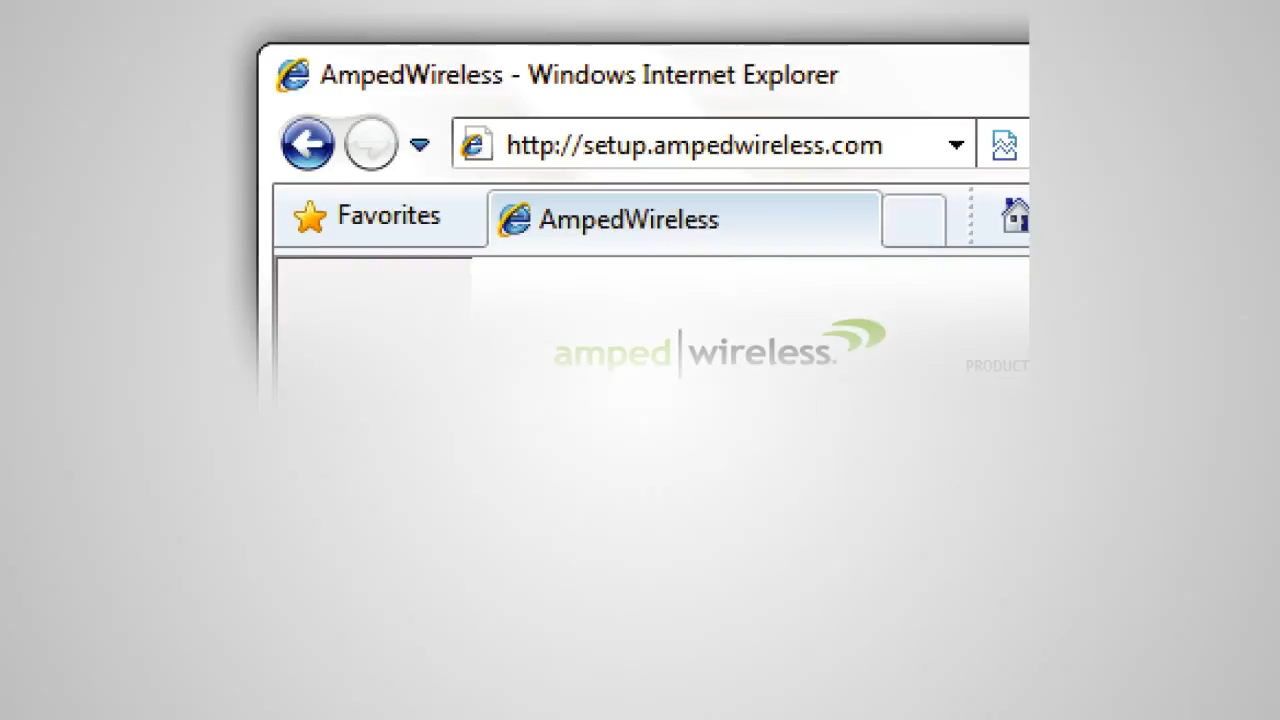 AmpedWireless - Windows Internet Explorer
http://setup.ampedwireless.com
Favorites
AmpedWireless
amped|wireless.
PRODUCT